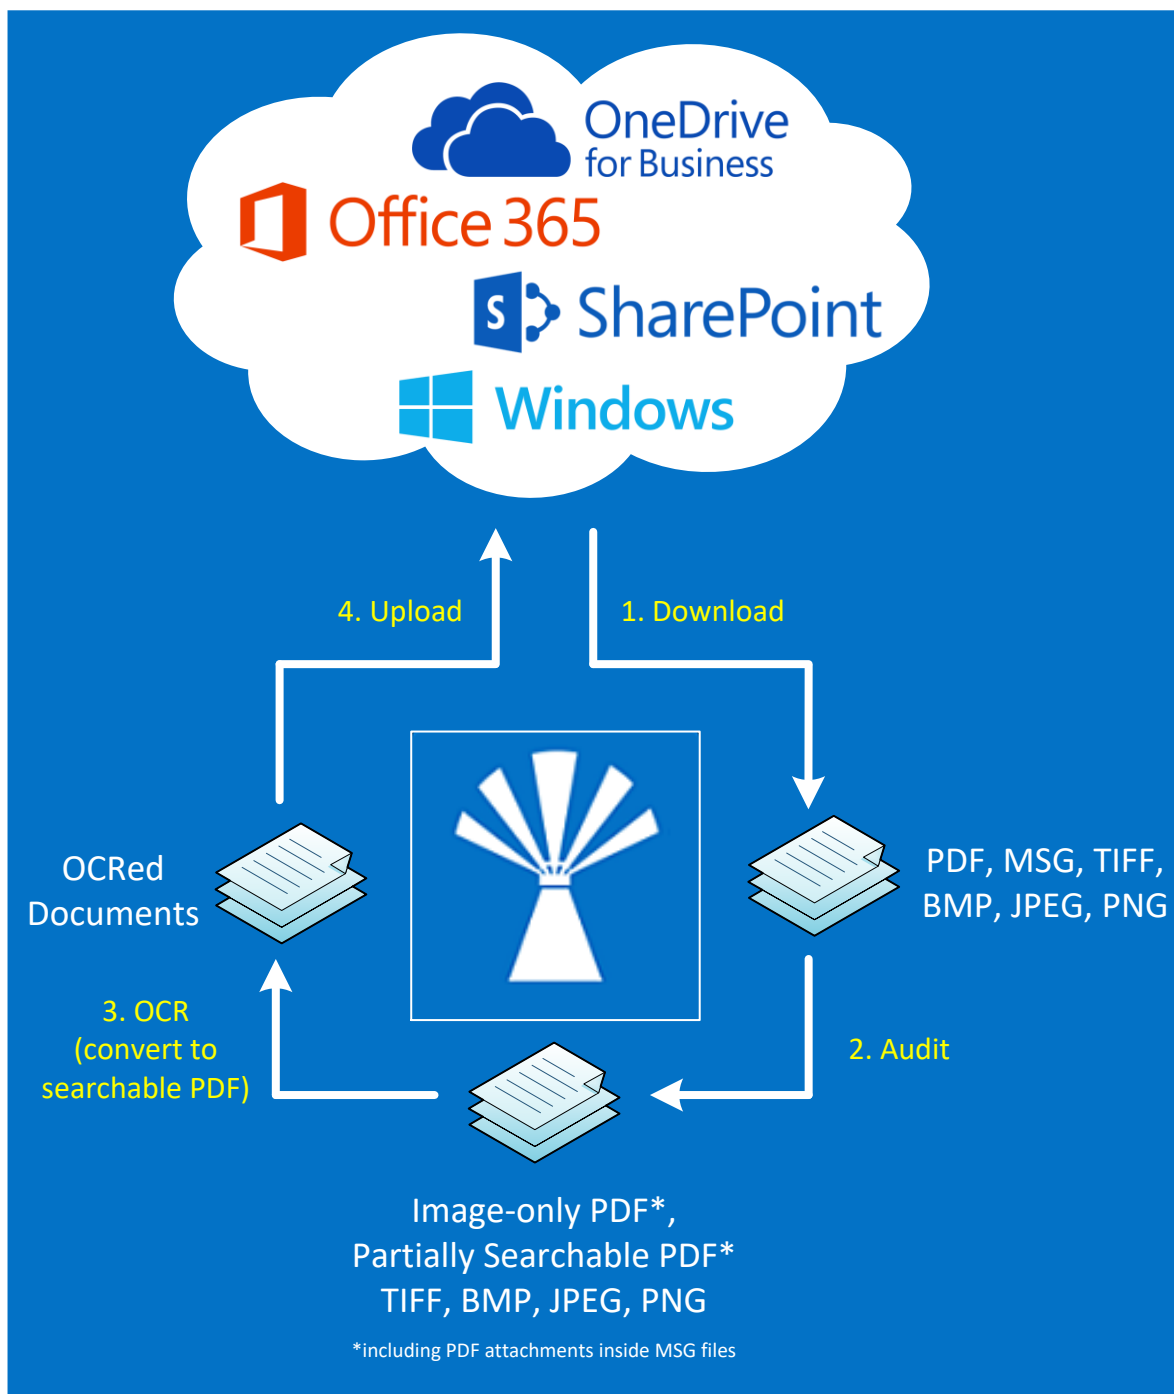 OneDrive
for Business
Office 365
S
SharePoint
Windows
4. Upload
1. Download
OCRed
Documents
PDF, MSG, TIFF,
BMP, JPEG, PNG
3. OCR
(convert to
searchable PDF)
2. Audit
Image-only PDF*,
Partially Searchable PDF*
TIFF, BMP, JPEG, PNG
*including PDF attachments inside MSG files